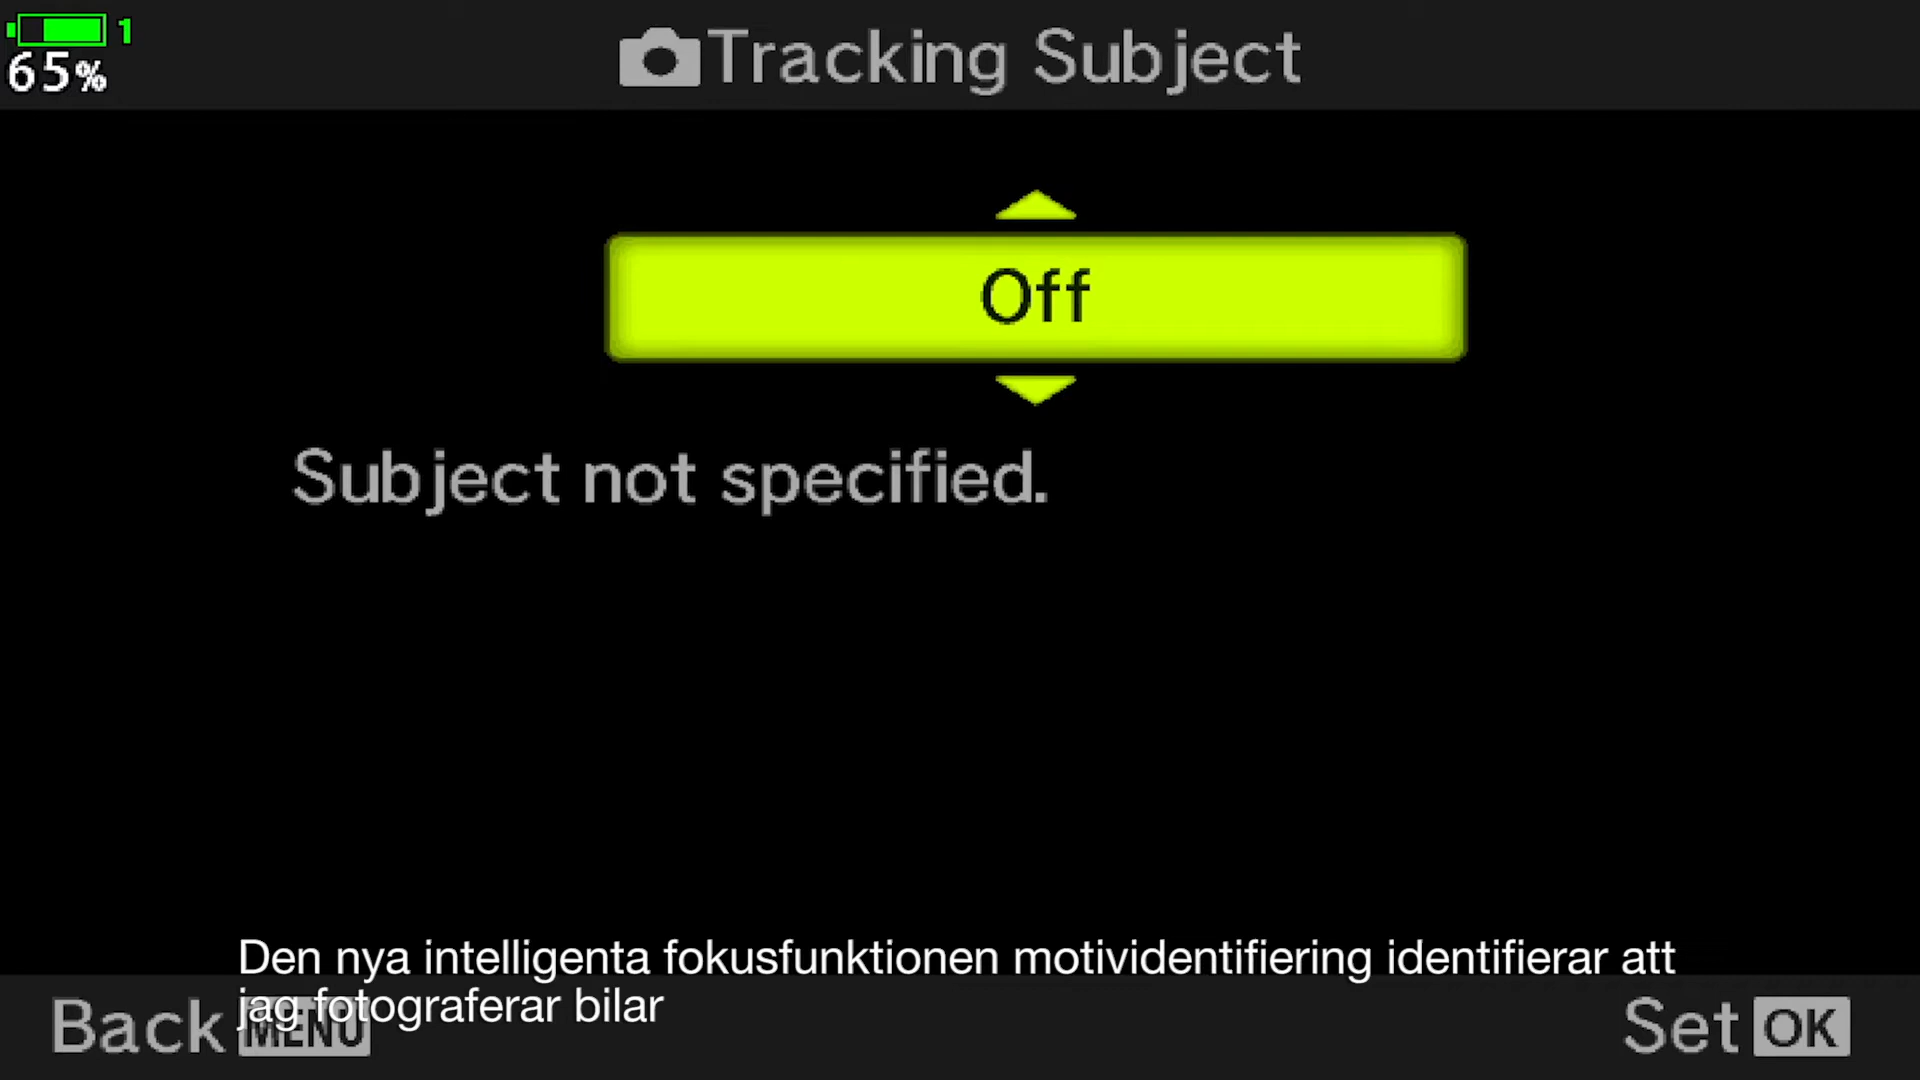 1
65%
Tracking Subject
Off
Subject not specified.
Den nya intelligenta fokusfunktionen motividentifiering identifierar att
jag fotograferar bilar
Back MENU
Set OK